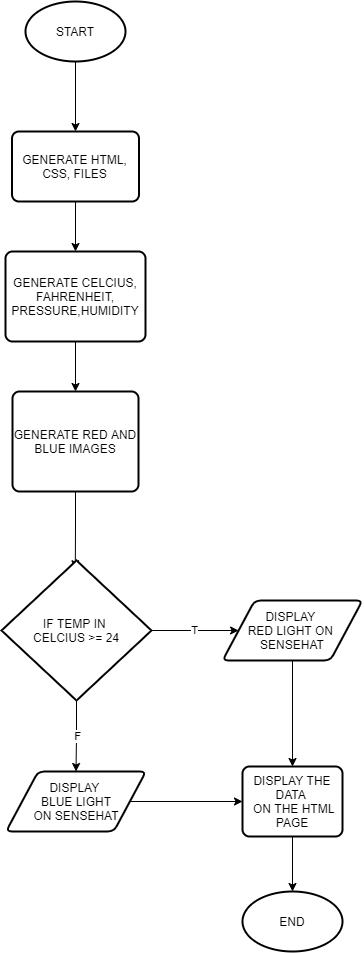 START
GENERATE HTML,
CSS, FILES
GENERATE CELCIUS,
FAHRENHEIT,
PRESSURE,HUMIDITY
GENERATE RED AND
BLUE IMAGES
IF TEMP IN
CELCIUS >= 24
T
DISPLAY
RED LIGHT ON
SENSEHAT
F
DISPLAY
BLUE LIGHT
ON SENSEHAT
DISPLAY THE
DATA
ON THE HTML
PAGE
END